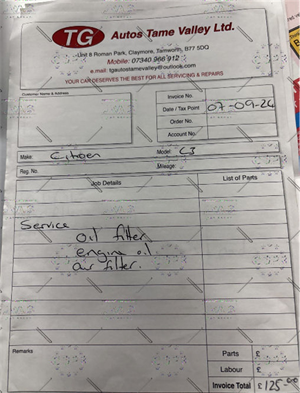 TG Autos Tame Valley Ltd.
Unit 8 Roman Park, Claymore, Tamworth, B77 5DQ
Mobile: 07340 966 912
e.mail: tgautostamevalley@outlook.com
YOUR CAR DESERVES THE BEST FOR ALL SERVICING & REPAIRS
Customer Name & Address
Invoice No.
Date / Tax Point 07-09-24
Order No.
Account No.
Make: Citroen Model: C3
Reg. No. Mileage:
Job Details List of Parts
Service
oil filter
engine oil
air filter.
Remarks
Parts £
Labour £
Invoice Total £125.00